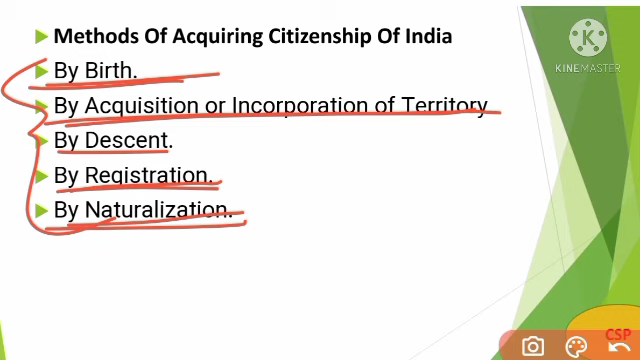 Methods Of Acquiring Citizenship Of India
By Birth.
By Acquisition or Incorporation of Territory
By Descent.
By Registration.
By Naturalization.
K
KINEMASTER
CSP